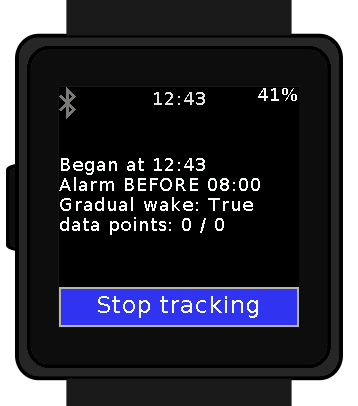 12:43 41%
Began at 12:43
Alarm BEFORE 08:00
Gradual wake: True
data points: 0 / 0
Stop tracking